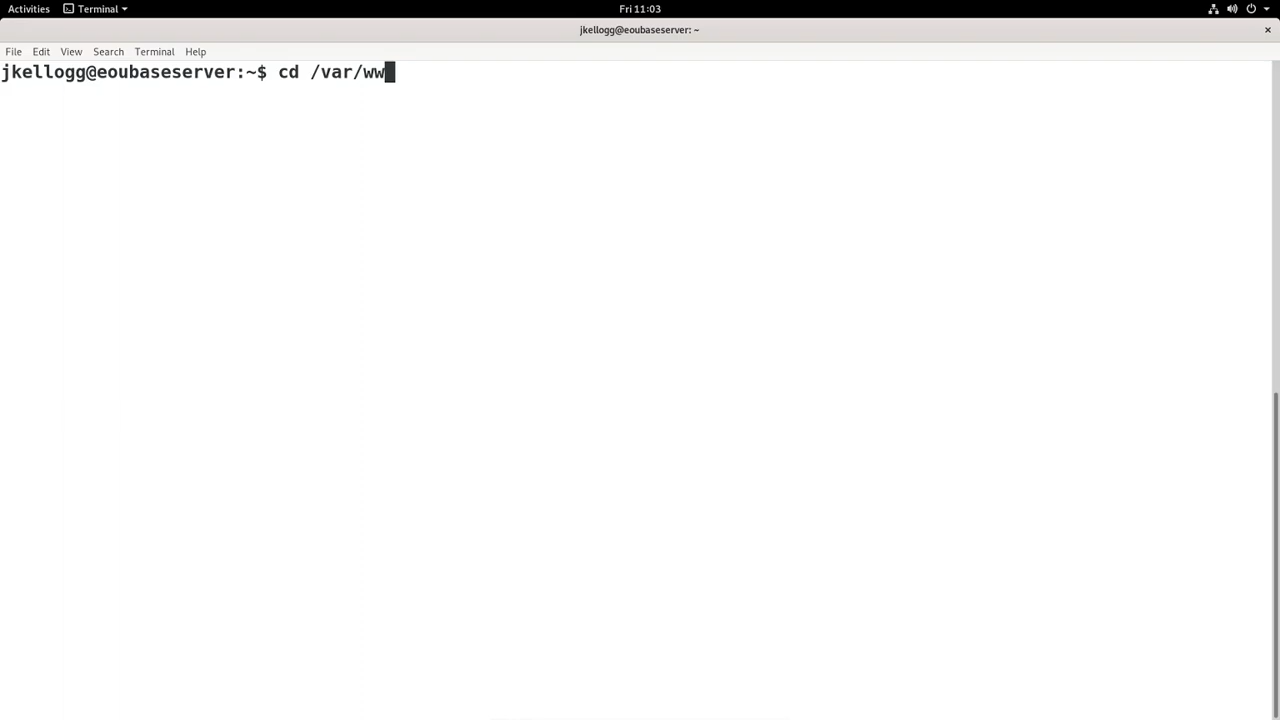 Activities Terminal Fri 11:03
jkellogg@eoubaseserver: ~ ×
File Edit View Search Terminal Help
jkellogg@eoubaseserver:~$ cd /var/ww